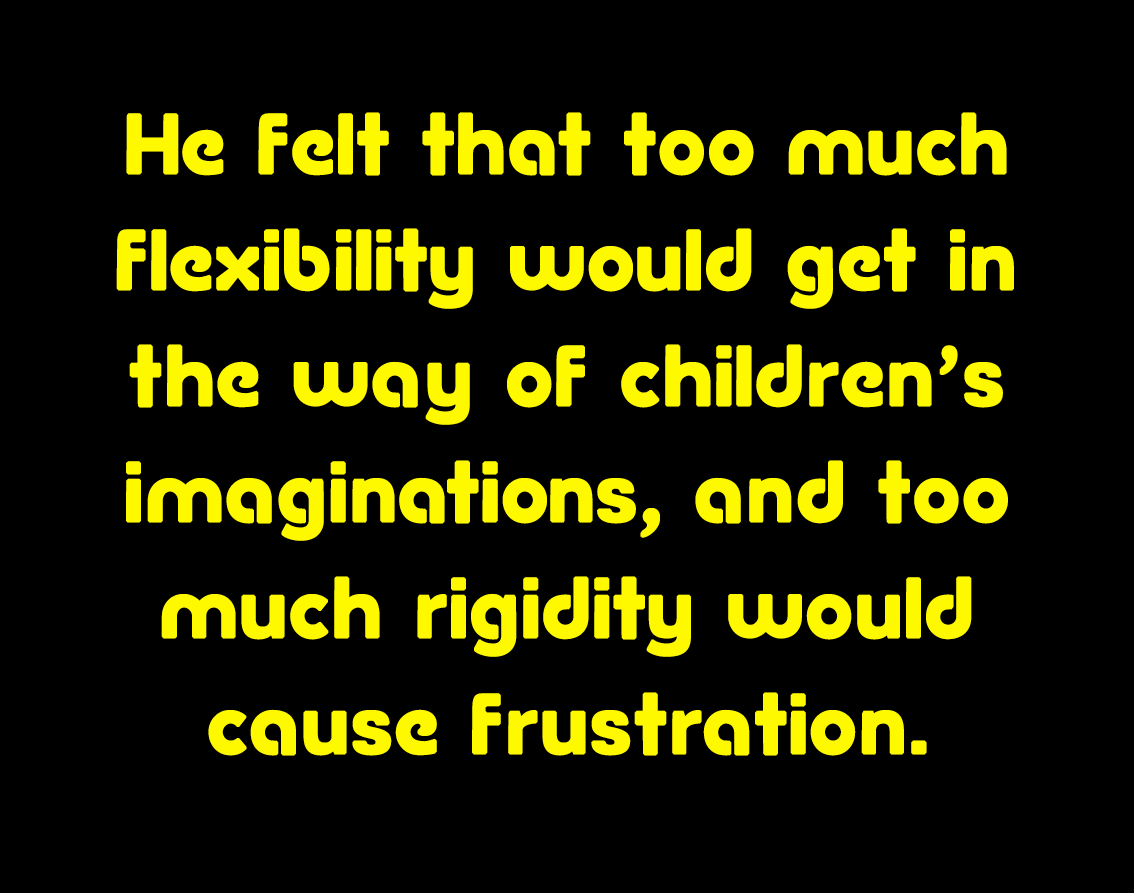 He felt that too much
flexibility would get in
the way of children’s
imaginations, and too
much rigidity would
cause frustration.